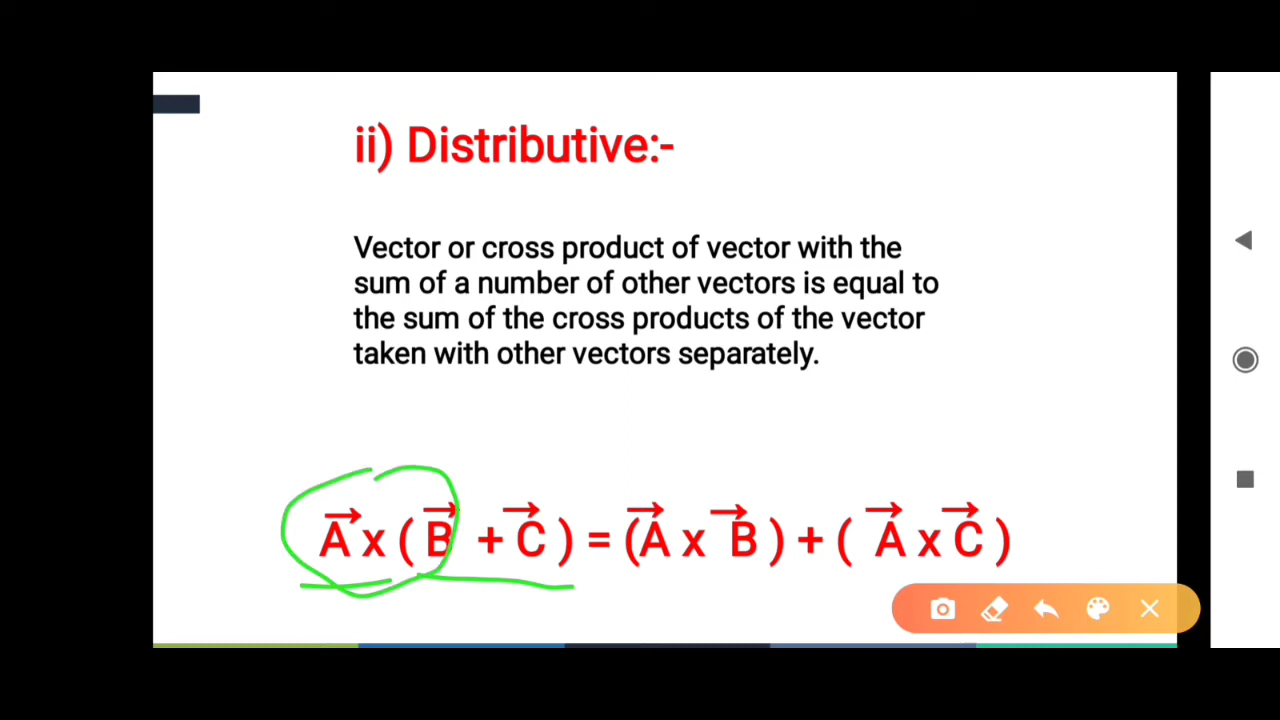 ii) Distributive:-
Vector or cross product of vector with the
sum of a number of other vectors is equal to
the sum of the cross products of the vector
taken with other vectors separately.
A⃗ x ( B⃗ + C⃗ ) = (A⃗ x B⃗ ) + ( A⃗ x C⃗ )